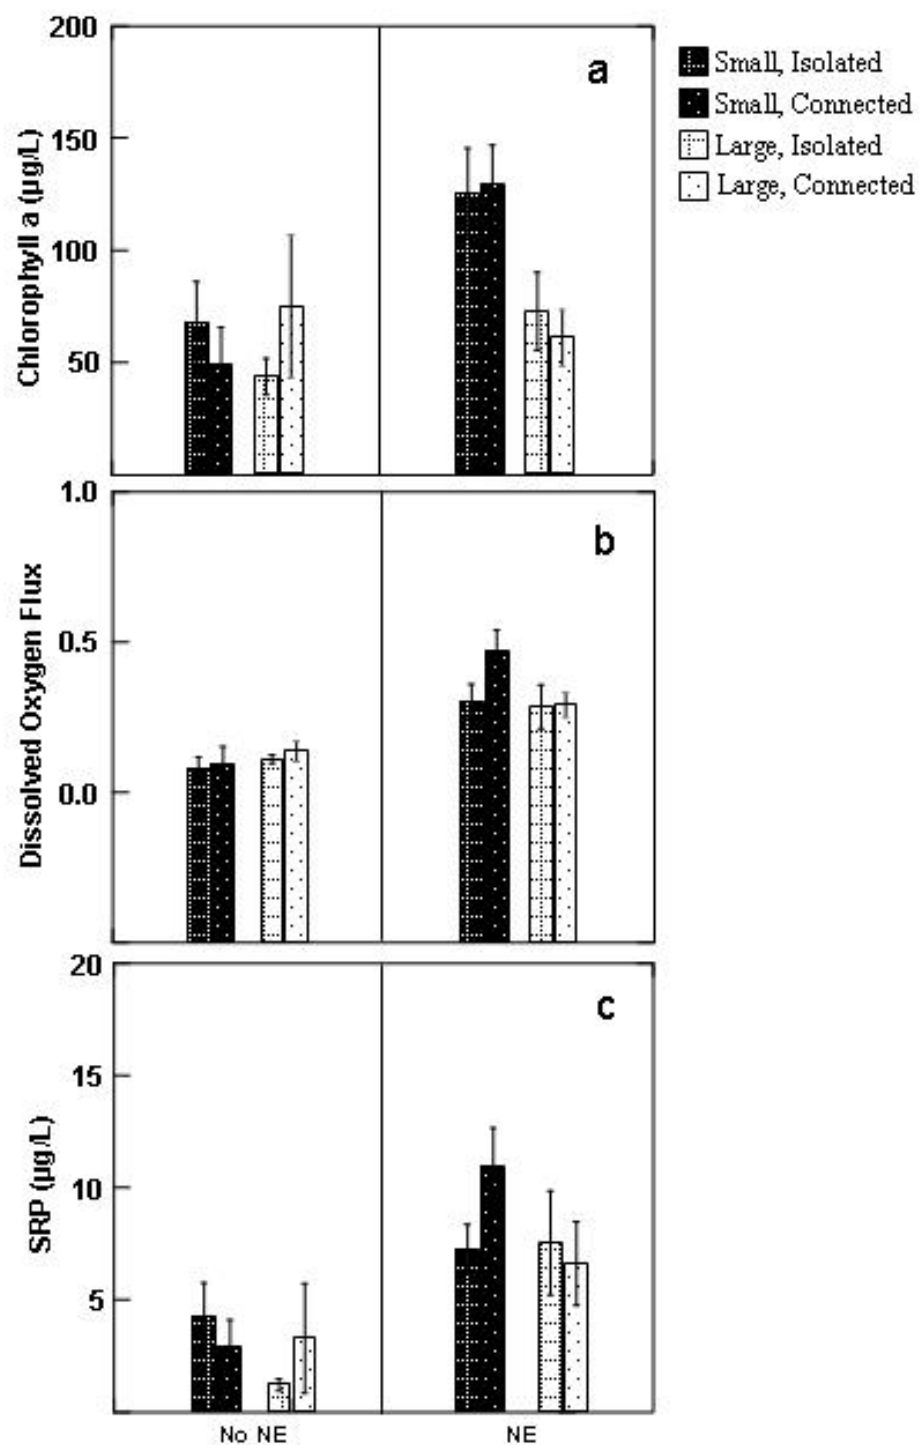 200
150
100
50
Chlorophyll a (µg/L)
a
Small, Isolated
Small, Connected
Large, Isolated
Large, Connected
1.0
0.5
0.0
Dissolved Oxygen Flux
b
20
15
10
5
SRP (µg/L)
c
No NE
NE